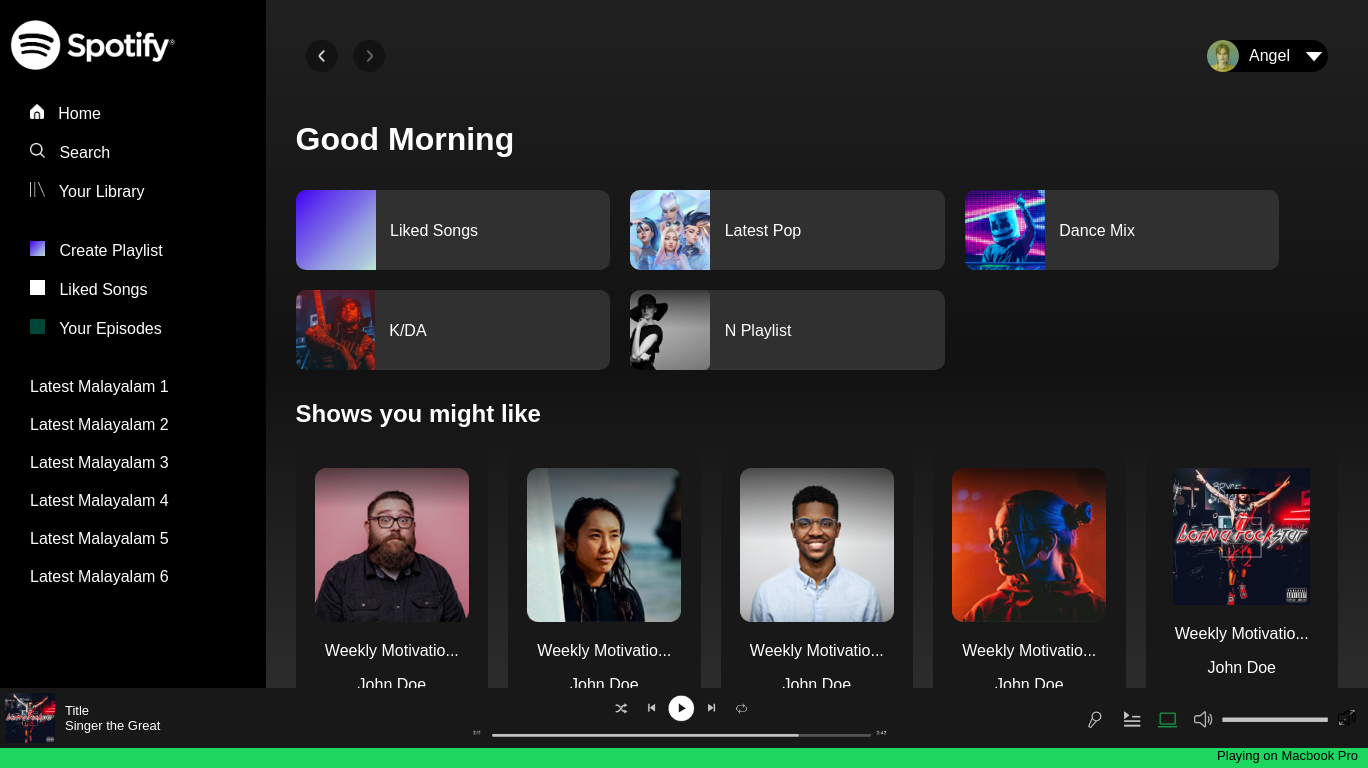 Spotify®
Home
Search
Your Library
Create Playlist
Liked Songs
Your Episodes
Latest Malayalam 1
Latest Malayalam 2
Latest Malayalam 3
Latest Malayalam 4
Latest Malayalam 5
Latest Malayalam 6
Angel
Good Morning
Liked Songs
Latest Pop
Dance Mix
K/DA
N Playlist
Shows you might like
born a rockstar
Weekly Motivatio...
John Doe
Weekly Motivatio...
John Doe
Weekly Motivatio...
John Doe
Weekly Motivatio...
John Doe
Weekly Motivatio...
John Doe
Title
Singer the Great
Playing on Macbook Pro